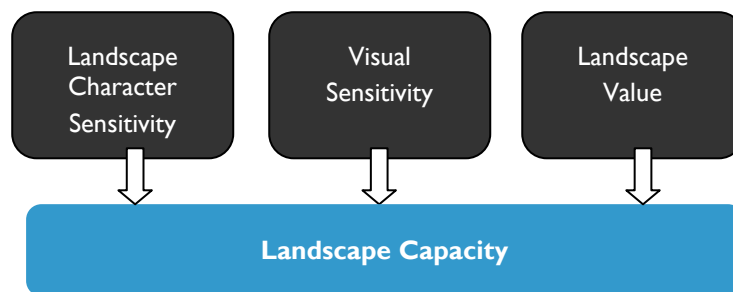 Landscape
Character
Sensitivity
Visual
Sensitivity
Landscape
Value
Landscape Capacity